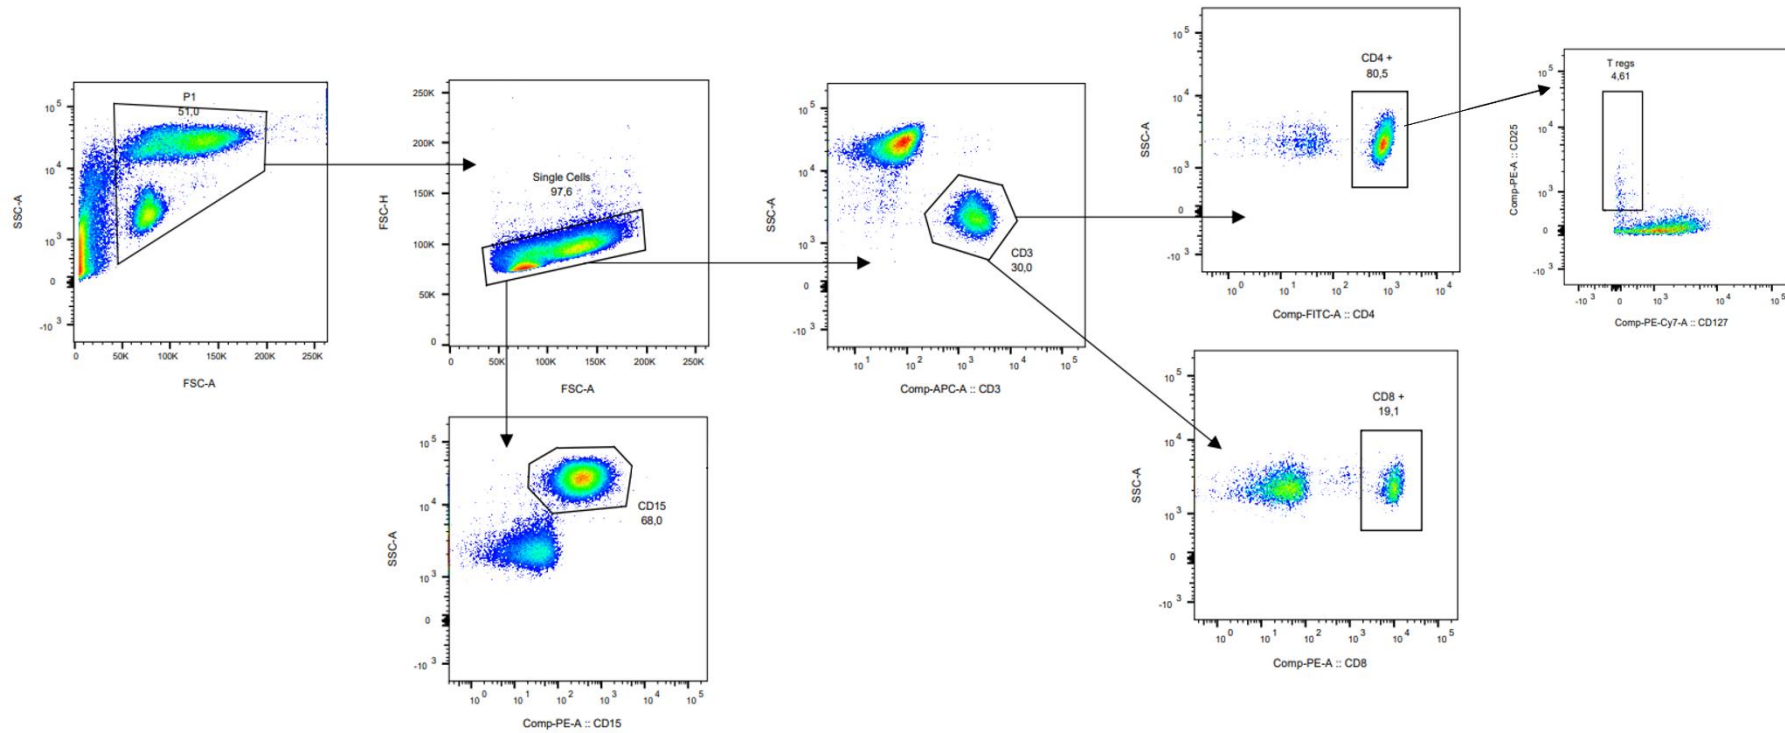 P1
51,0
10 5
10 4
10 3
0
-10 3
SSC-A
0
50K
100K
150K
200K
250K
FSC-A
250K
200K
150K
100K
50K
0
FSC-H
Single Cells
97,6
0
50K
100K
150K
200K
250K
FSC-A
10 5
10 4
10 3
0
-10 3
SSC-A
CD3
30,0
10 1
10 2
10 3
10 4
10 5
Comp-APC-A :: CD3
10 5
10 4
10 3
0
-10 3
SSC-A
CD4 +
80,5
10 0
10 1
10 2
10 3
10 4
Comp-FITC-A :: CD4
10 5
10 4
10 3
0
-10 3
Comp-PE-A :: CD25
T regs
4,61
-10 3
0
10 3
10 4
10 5
Comp-PE-Cy7-A :: CD127
10 5
10 4
10 3
0
-10 3
SSC-A
CD15
68,0
10 0
10 1
10 2
10 3
10 4
10 5
Comp-PE-A :: CD15
10 5
10 4
10 3
0
-10 3
SSC-A
CD8 +
19,1
10 0
10 1
10 2
10 3
10 4
10 5
Comp-PE-A :: CD8